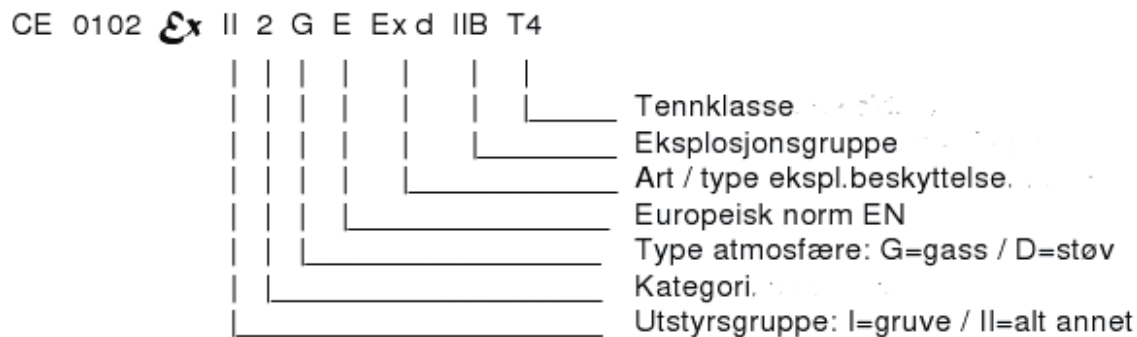 CE 0102 Ex II 2 G E Ex d IIB T4
Tennklasse
Eksplosjonsgruppe
Art / type ekspl.beskyttelse.
Europeisk norm EN
Type atmosfære: G=gass / D=støv
Kategori.
Utstyrsgruppe: I=gruve / II=alt annet